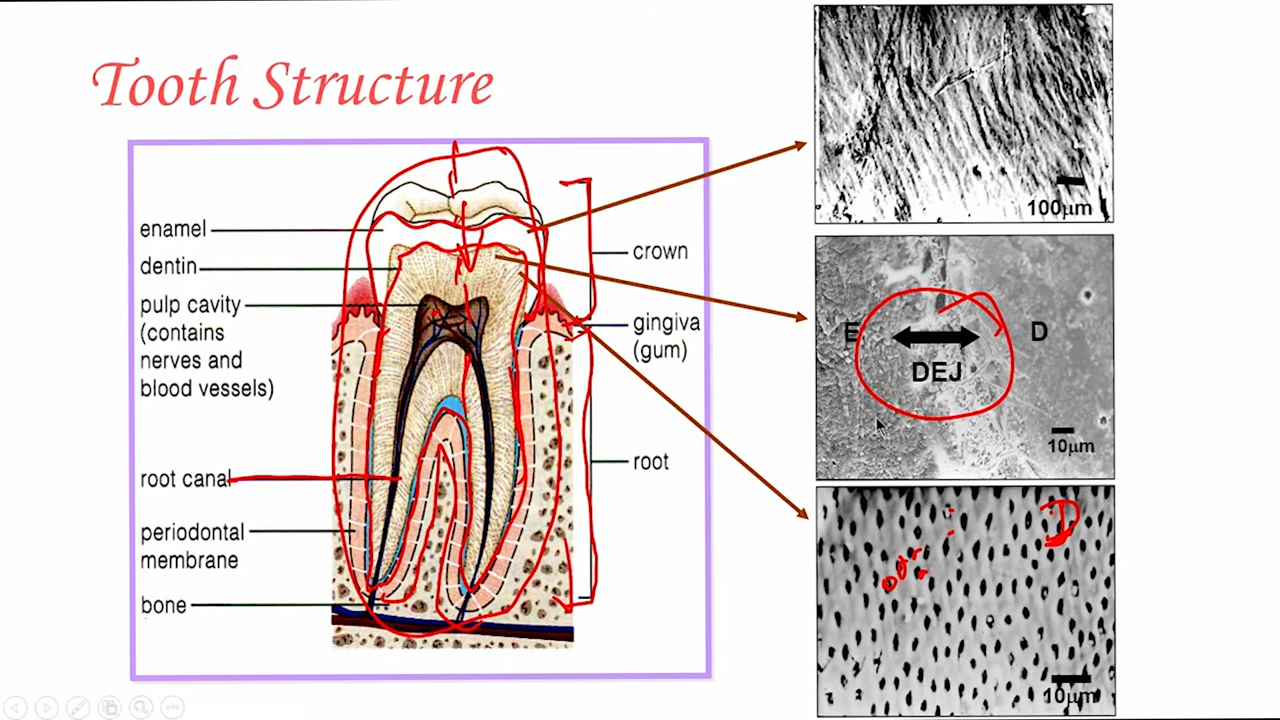 Tooth Structure
enamel
dentin
pulp cavity
(contains
nerves and
blood vessels)
root canal
periodontal
membrane
bone
crown
gingiva
(gum)
root
100μm
E
D
DEJ
10μm
D
10μm